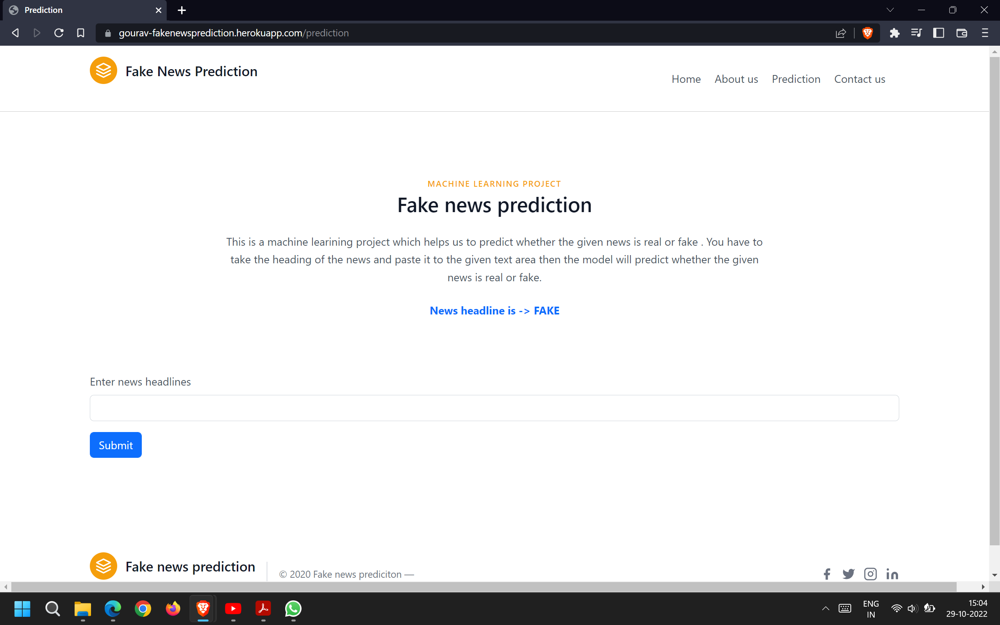 Prediction
gourav-fakenewsprediction.herokuapp.com/prediction
Fake News Prediction
Home About us Prediction Contact us
MACHINE LEARNING PROJECT
Fake news prediction
This is a machine learining project which helps us to predict whether the given news is real or fake . You have to
take the heading of the news and paste it to the given text area then the model will predict whether the given
news is real or fake.
News headline is -> FAKE
Enter news headlines
Submit
Fake news prediction
© 2020 Fake news prediciton —
ENG
IN
15:04
29-10-2022